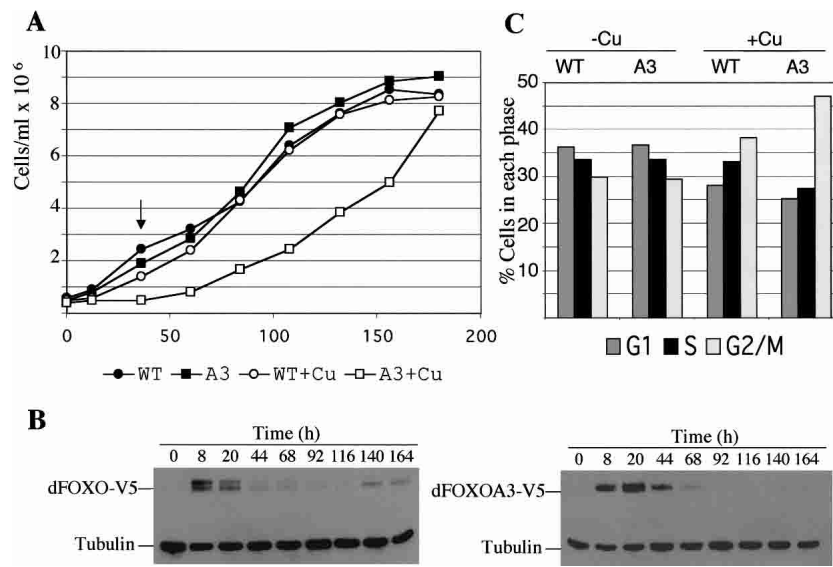 A
Cells/ml x 10^6
10
8
6
4
2
0 50 100 150 200
WT A3 WT+Cu A3+Cu
C
-Cu +Cu
WT A3 WT A3
% Cells in each phase
50
40
30
20
10
G1 S G2/M
B
Time (h)
0 8 20 44 68 92 116 140 164
dFOXO-V5
Tubulin
Time (h)
0 8 20 44 68 92 116 140 164
dFOXOA3-V5
Tubulin